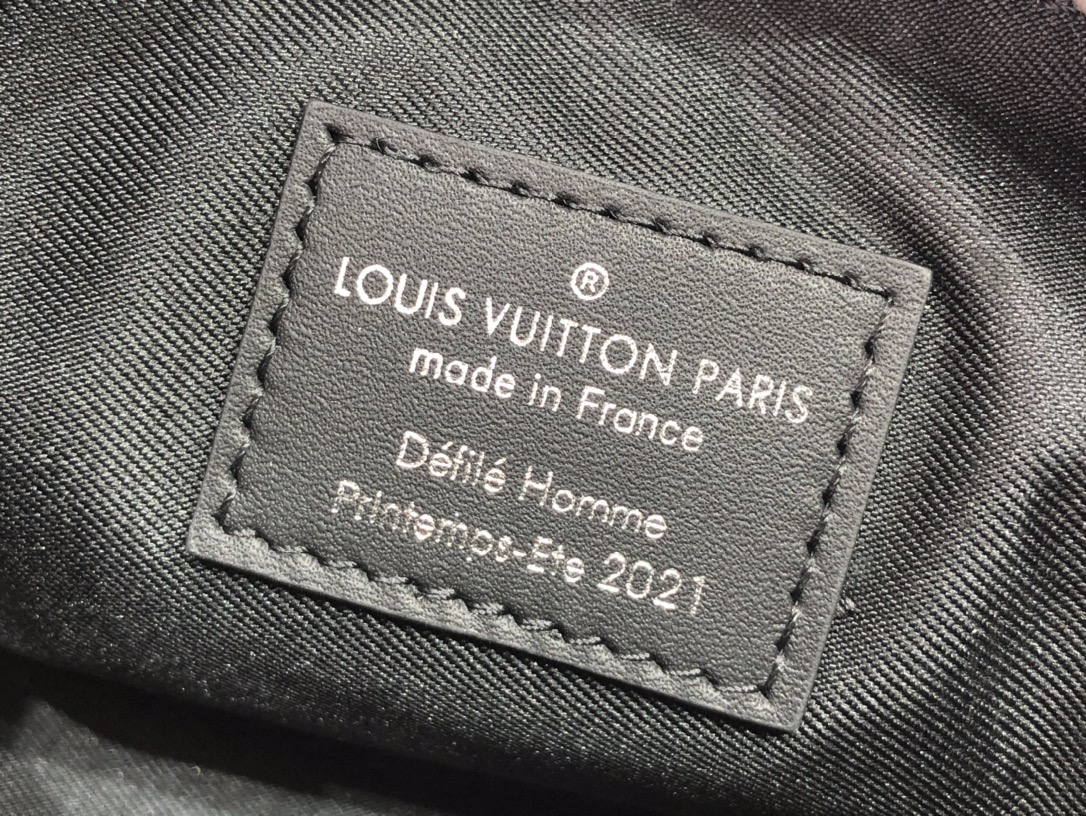 ®
LOUIS VUITTON PARIS
made in France
Défilé Homme
Printemps-Ete 2021